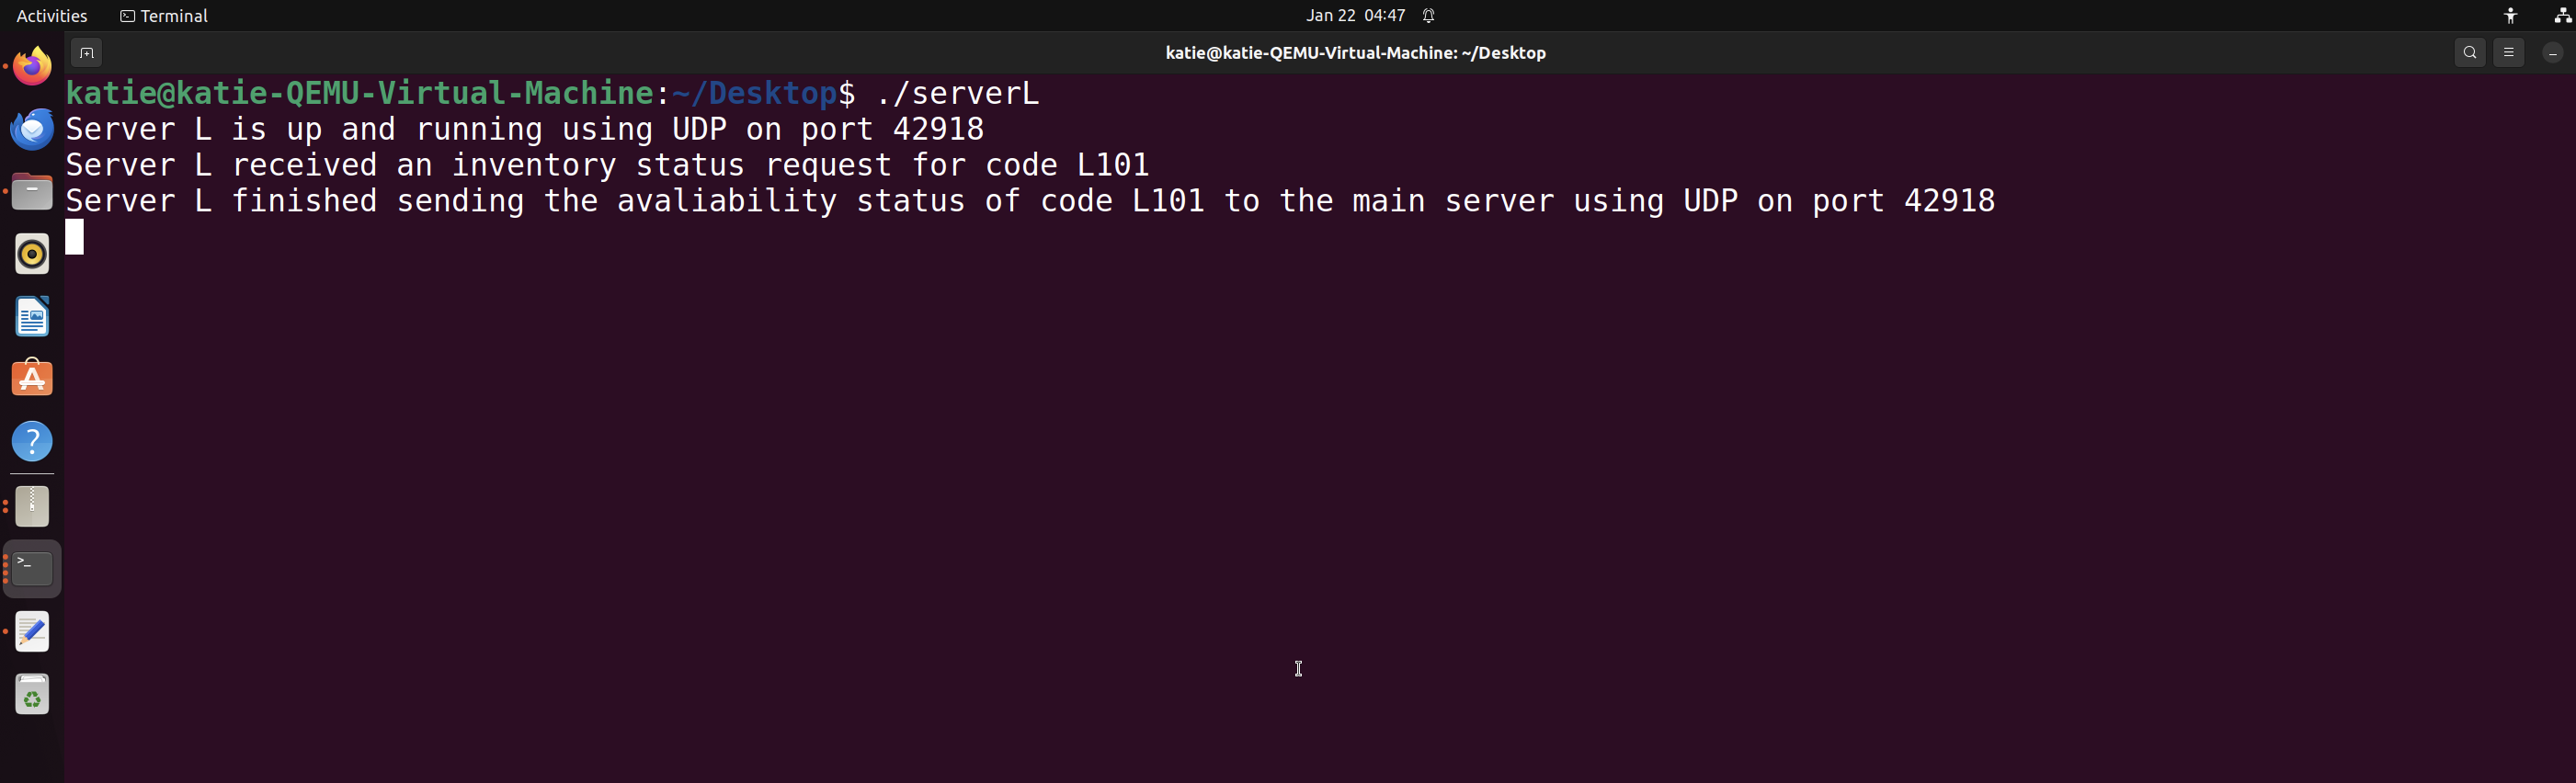 Activities Terminal Jan 22 04:47
katie@katie-QEMU-Virtual-Machine: ~/Desktop
katie@katie-QEMU-Virtual-Machine:~/Desktop$ ./serverL
Server L is up and running using UDP on port 42918
Server L received an inventory status request for code L101
Server L finished sending the avaliability status of code L101 to the main server using UDP on port 42918